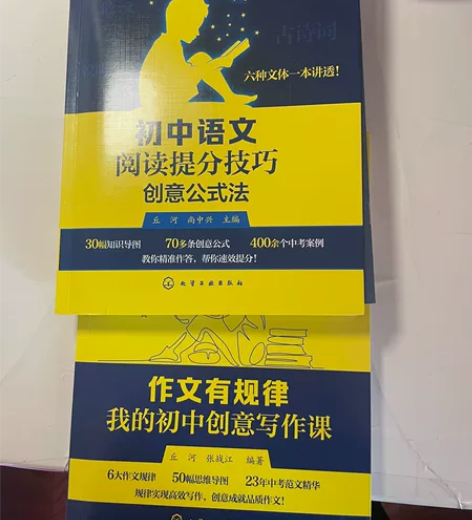 古诗词
六种文体一本讲透！
初中语文
阅读提分技巧
创意公式法
丘 河 尚中兴 主编
30幅知识导图 70多条创意公式 400余个中考案例
教你精准作答，帮你速效提分！
化学工业出版社
作文有规律
我的初中创意写作课
丘 河 张战江 编著
6大作文规律 50幅思维导图 23年中考范文精华
规律实现高效写作，创意成就品质作文！